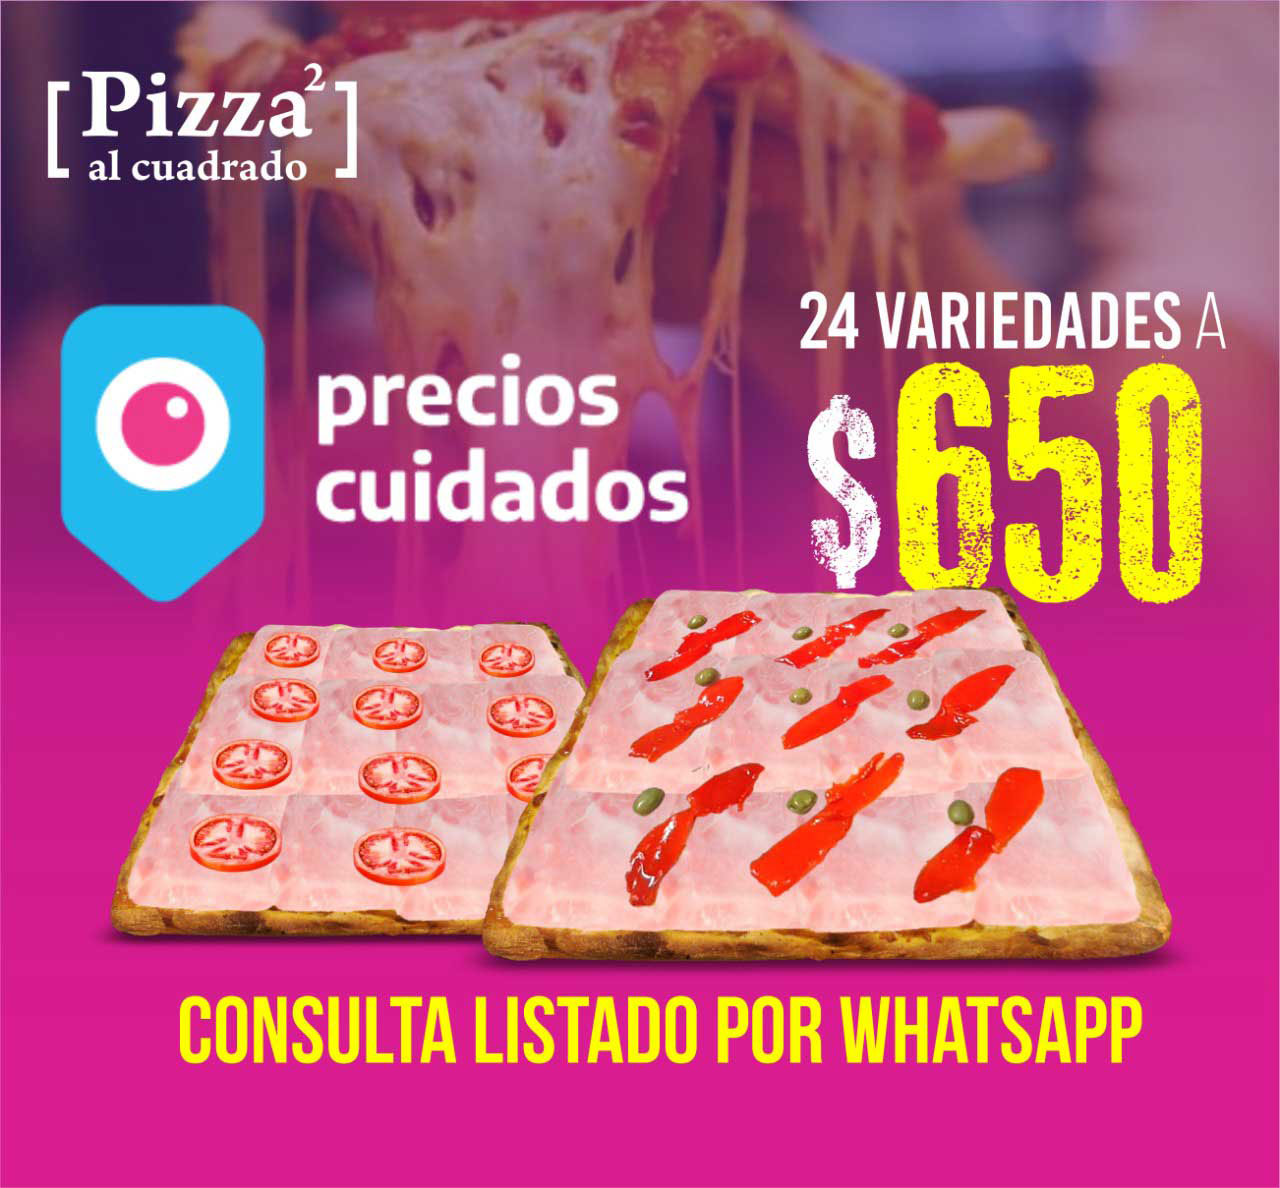 [Pizza²]
al cuadrado
precios
cuidados
24 VARIEDADES A
$650
CONSULTA LISTADO POR WHATSAPP